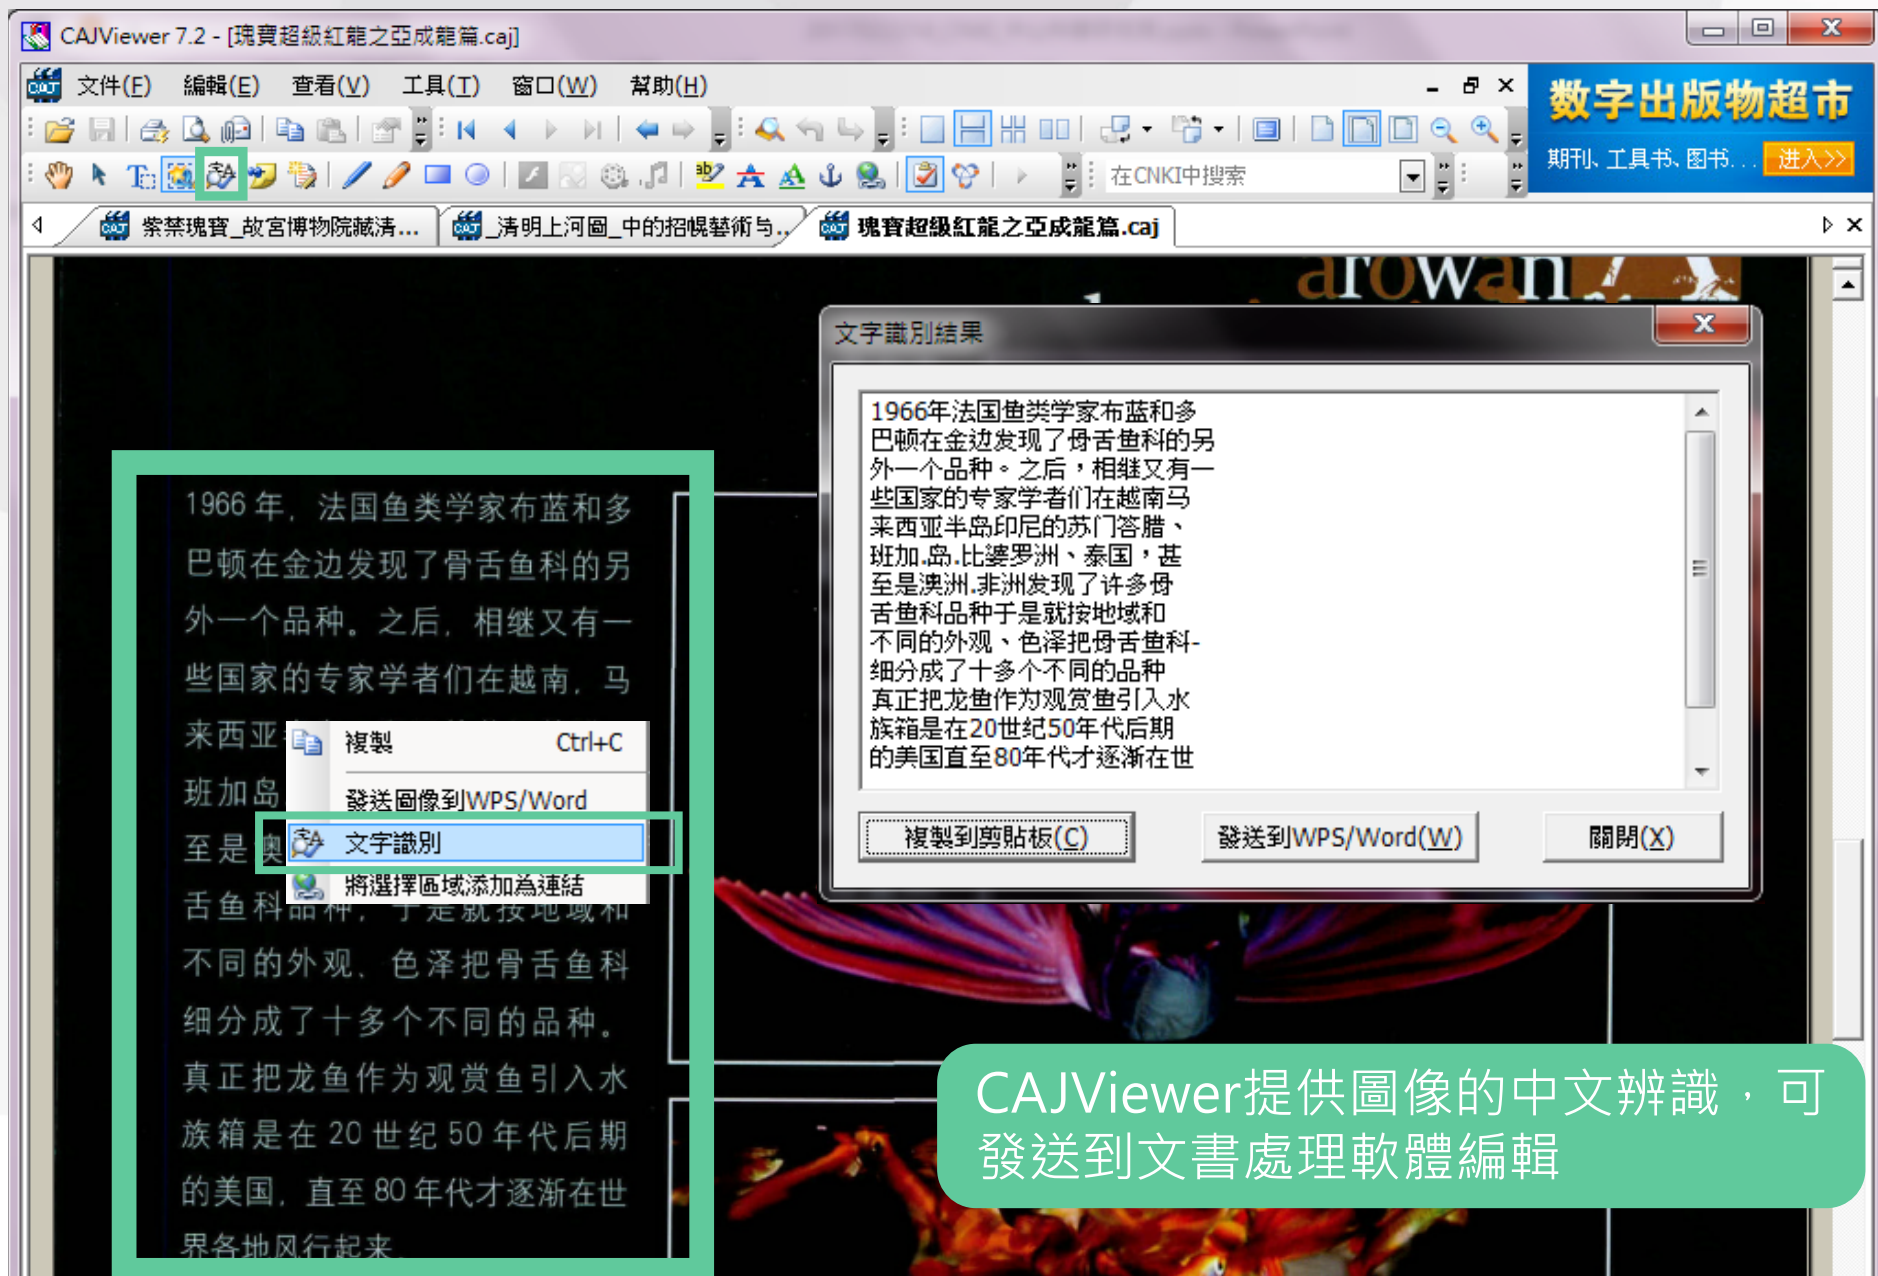 CAJViewer 7.2 - [瑰寶超級紅龍之亞成龍篇.caj]
文件(F) 編輯(E) 查看(V) 工具(T) 窗口(W) 幫助(H)
数字出版物超市
期刊、工具书、图书... 进入>>
在CNKI中搜索
紫禁瑰寶_故宮博物院藏清...
_清明上河圖_中的招幌藝術与..
瑰寶超級紅龍之亞成龍篇.caj
arowan
1966年，法国鱼类学家布蓝和多
巴顿在金边发现了骨舌鱼科的另
外一个品种。之后，相继又有一
些国家的专家学者们在越南，马
来西亚
班加岛
至是澳
舌鱼科品种，于是就按地域和
不同的外观、色泽把骨舌鱼科
细分成了十多个不同的品种。
真正把龙鱼作为观赏鱼引入水
族箱是在20世纪50年代后期
的美国，直至80年代才逐渐在世
界各地风行起来
複製 Ctrl+C
發送圖像到WPS/Word
文字識別
將選擇區域添加為連結
文字識別結果
1966年法国鱼类学家布蓝和多
巴顿在金边发现了骨舌鱼科的另
外一个品种。之后，相继又有一
些国家的专家学者们在越南马
来西亚半岛印尼的苏门答腊、
班加.岛.比婆罗洲、泰国，甚
至是澳洲.非洲发现了许多骨
舌鱼科品种于是就按地域和
不同的外观、色泽把骨舌鱼科-
细分成了十多个不同的品种
真正把龙鱼作为观赏鱼引入水
族箱是在20世纪50年代后期
的美国直至80年代才逐渐在世
複製到剪貼板(C) 發送到WPS/Word(W) 關閉(X)
CAJViewer提供圖像的中文辨識，可
發送到文書處理軟體編輯